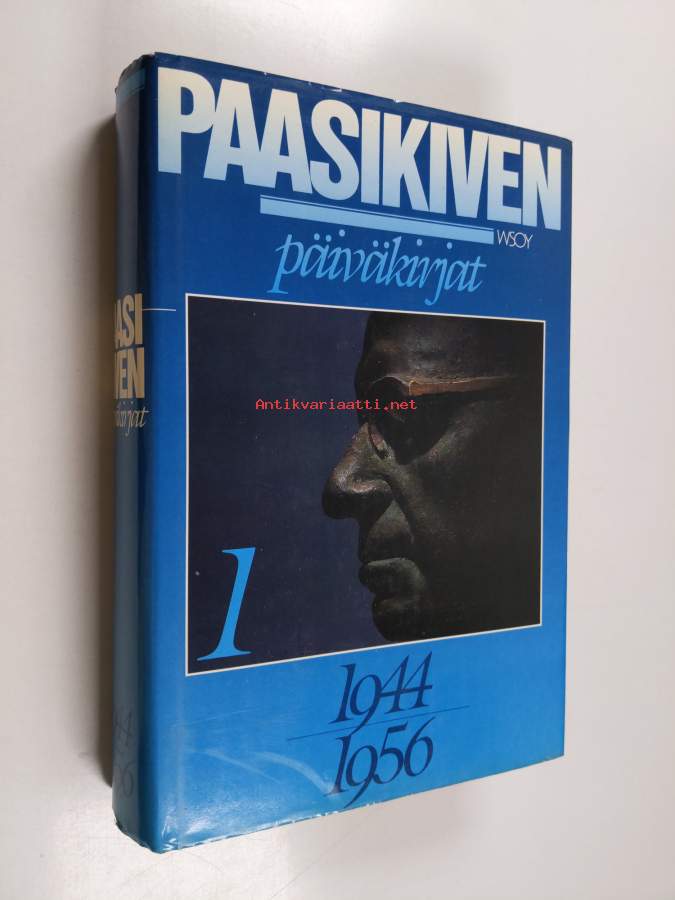 PAASIKIVEN
WSOY
päiväkirjat
Antikvariaatti.net
1
1944
1956